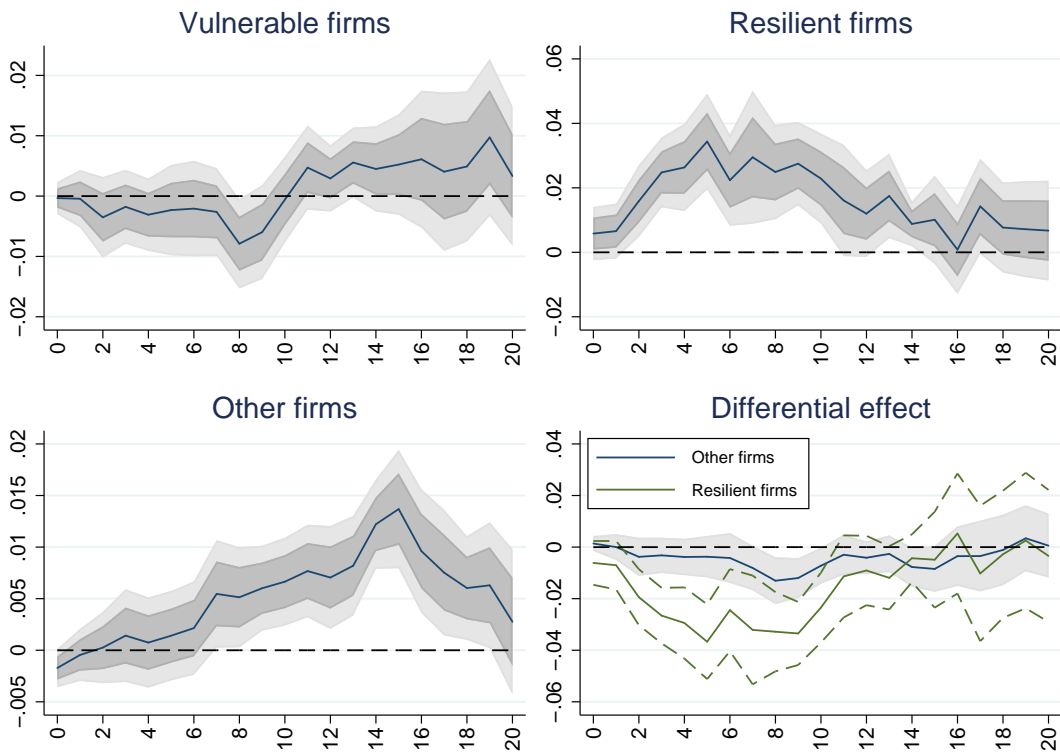 Vulnerable firms
.02
.01
0
-.01
-.02
0 2 4 6 8 10 12 14 16 18 20
Resilient firms
.06
.04
.02
0
-.02
0 2 4 6 8 10 12 14 16 18 20
Other firms
.02
.015
.01
.005
0
-.005
0 2 4 6 8 10 12 14 16 18 20
Differential effect
.04
.02
0
-.02
-.04
-.06
Other firms
Resilient firms
0 2 4 6 8 10 12 14 16 18 20